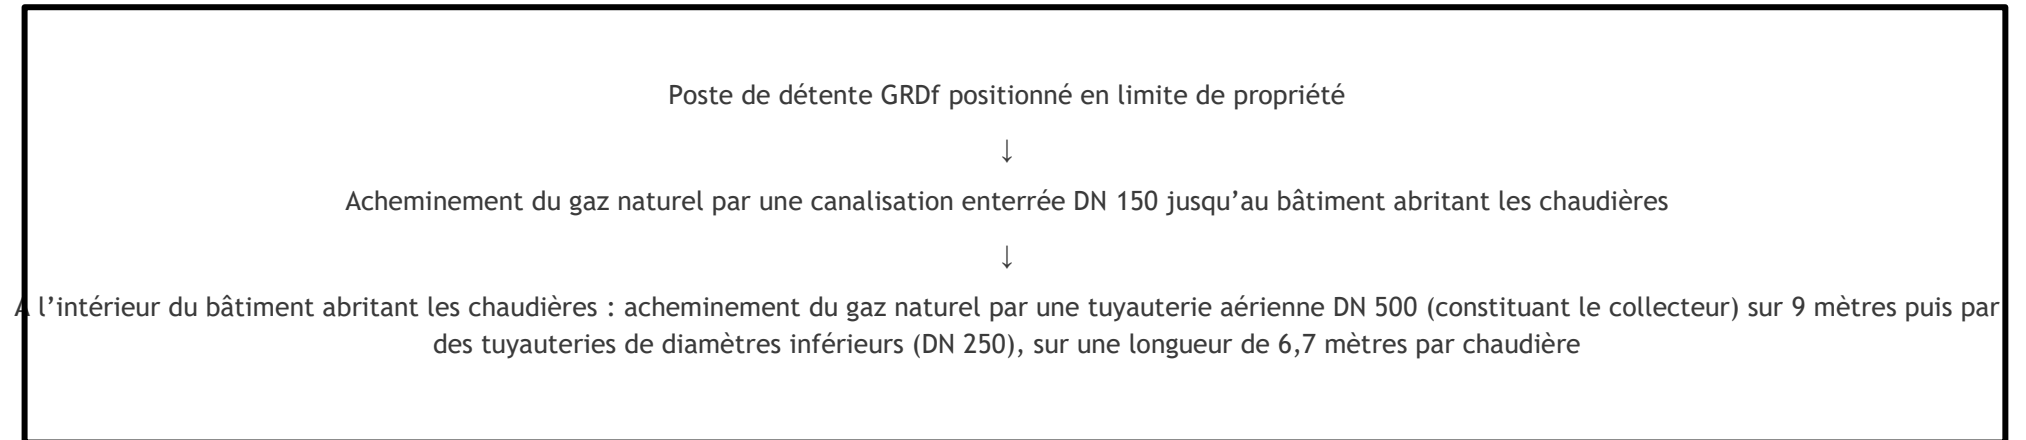 Poste de détente GRDf positionné en limite de propriété
↓
Acheminement du gaz naturel par une canalisation enterrée DN 150 jusqu’au bâtiment abritant les chaudières
↓
A l’intérieur du bâtiment abritant les chaudières : acheminement du gaz naturel par une tuyauterie aérienne DN 500 (constituant le collecteur) sur 9 mètres puis par
des tuyauteries de diamètres inférieurs (DN 250), sur une longueur de 6,7 mètres par chaudière